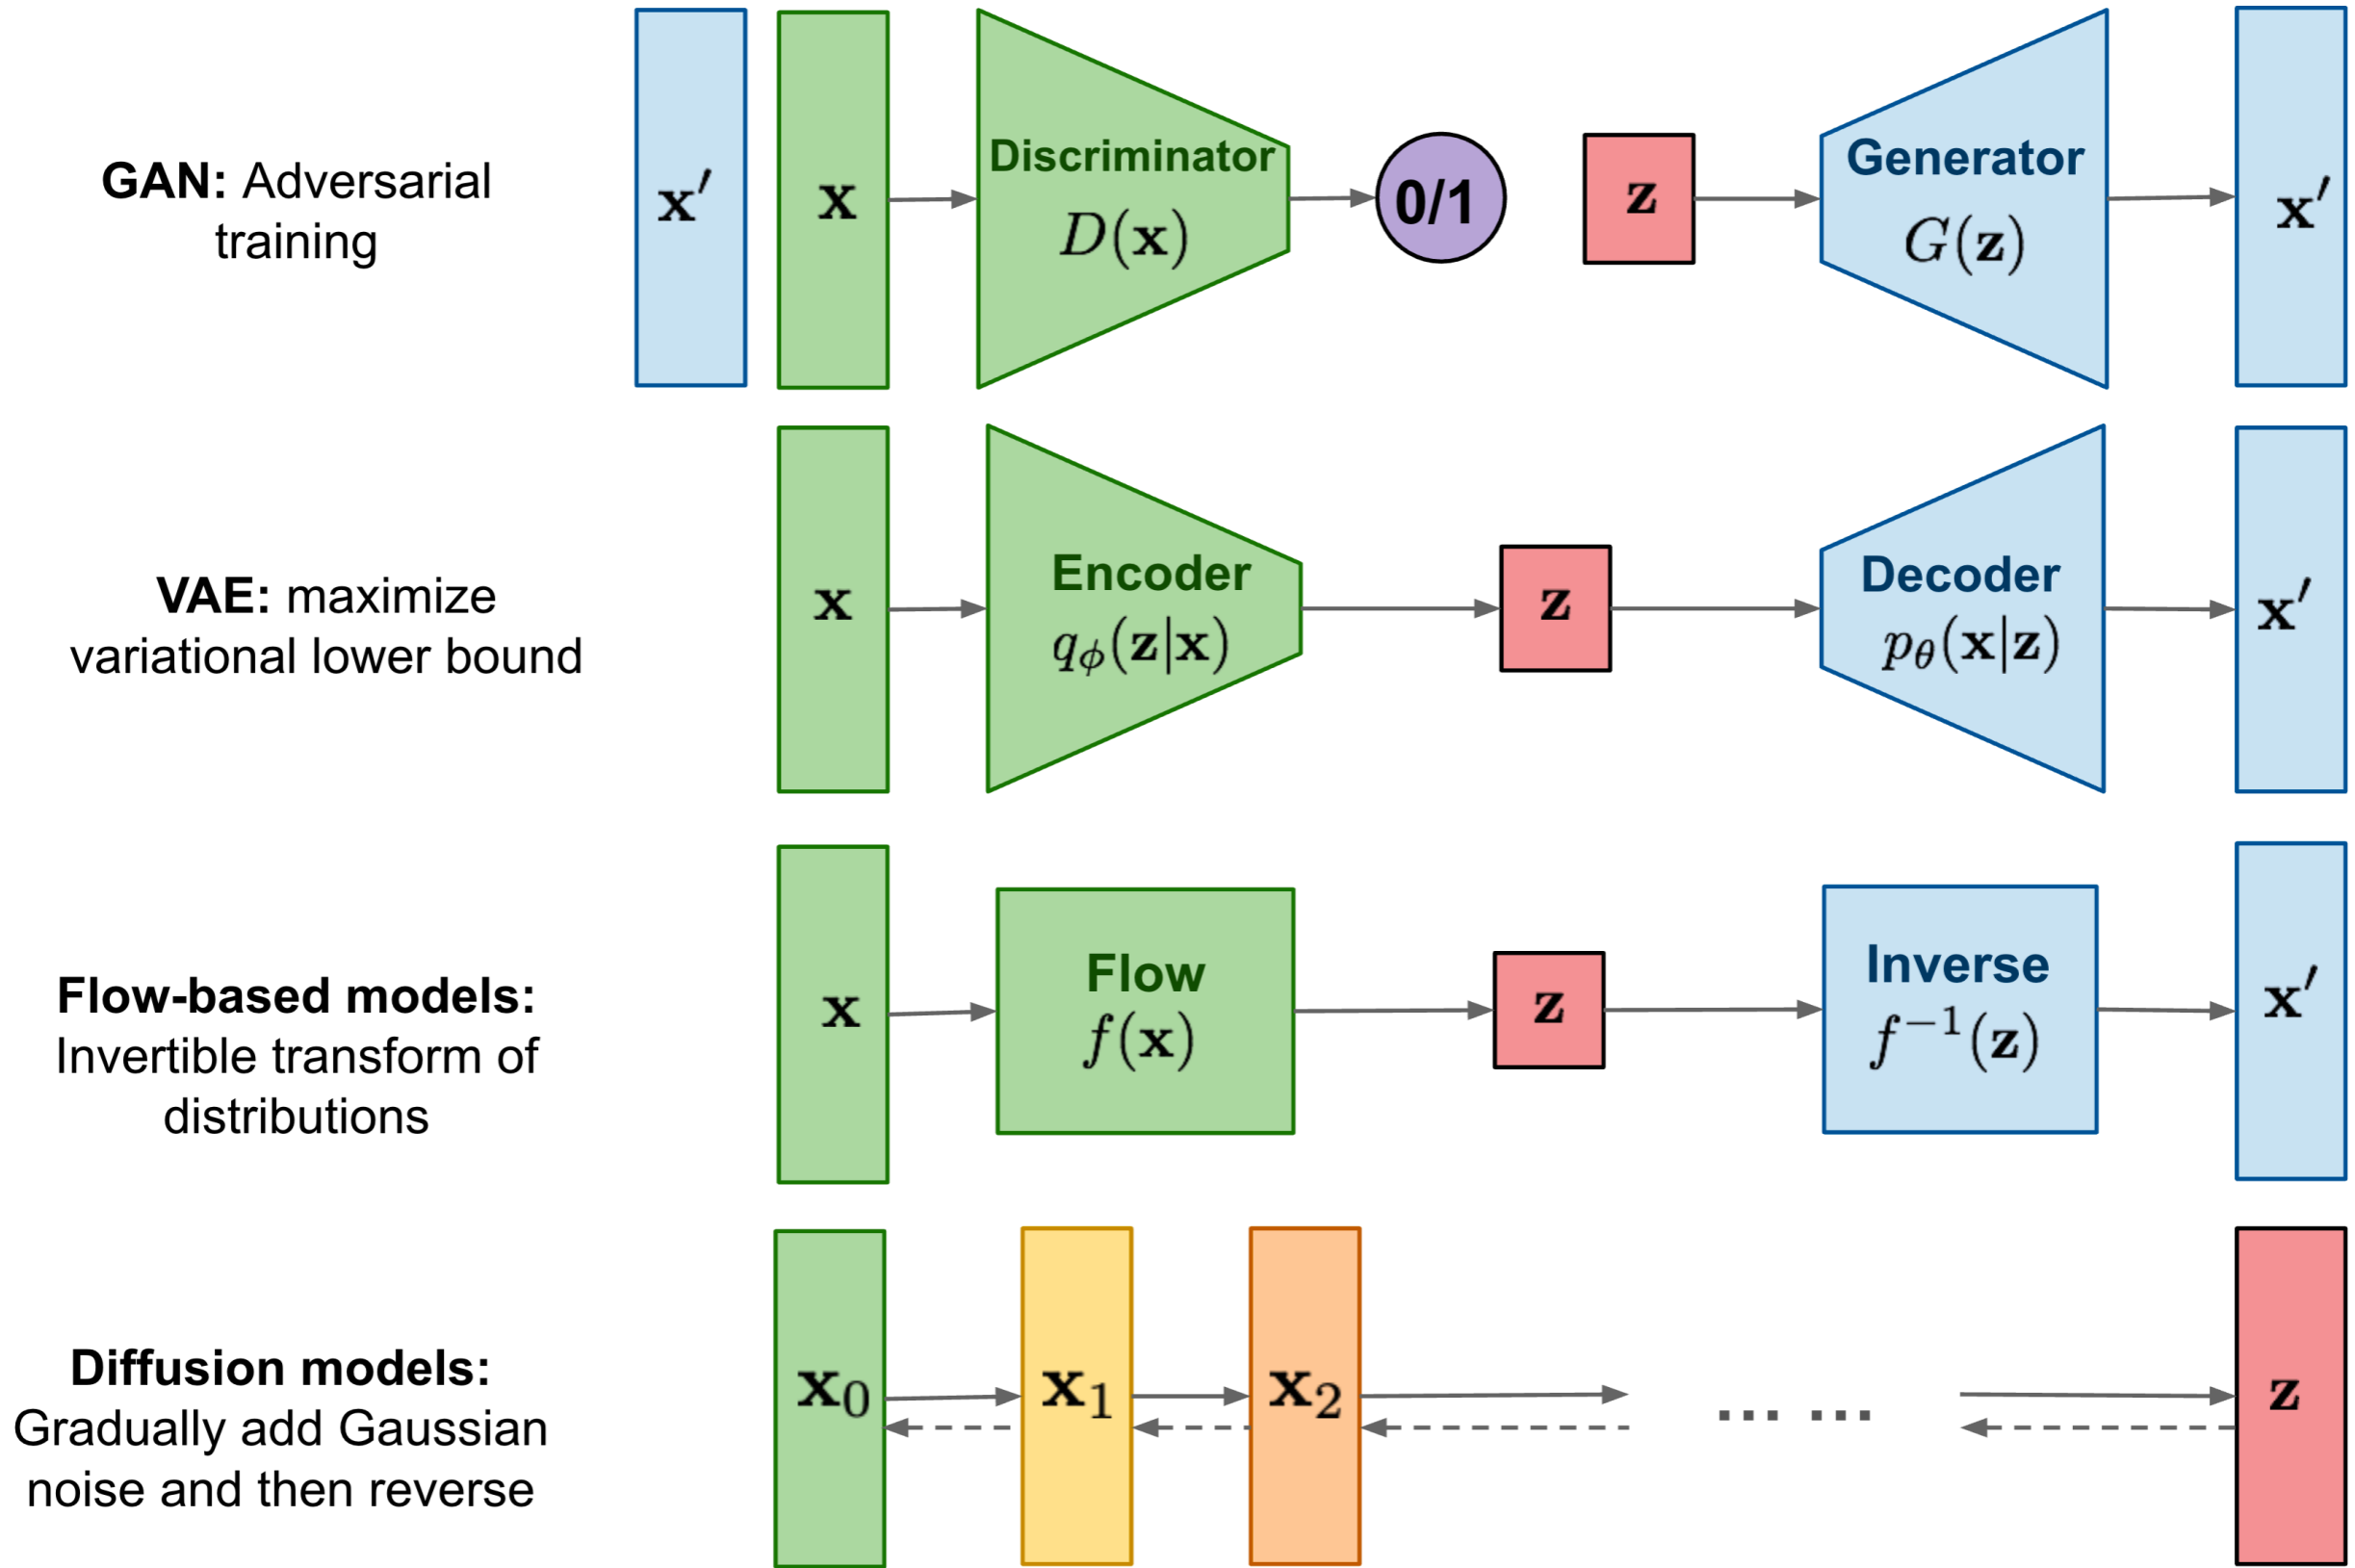 GAN: Adversarial
training
x′
x
Discriminator
D(x)
0/1
z
Generator
G(z)
x′
VAE: maximize
variational lower bound
x
Encoder
qϕ(z|x)
z
Decoder
pθ(x|z)
x′
Flow-based models:
Invertible transform of
distributions
x
Flow
f(x)
z
Inverse
f⁻¹(z)
x′
Diffusion models:
Gradually add Gaussian
noise and then reverse
x₀
x₁
x₂
... ...
z